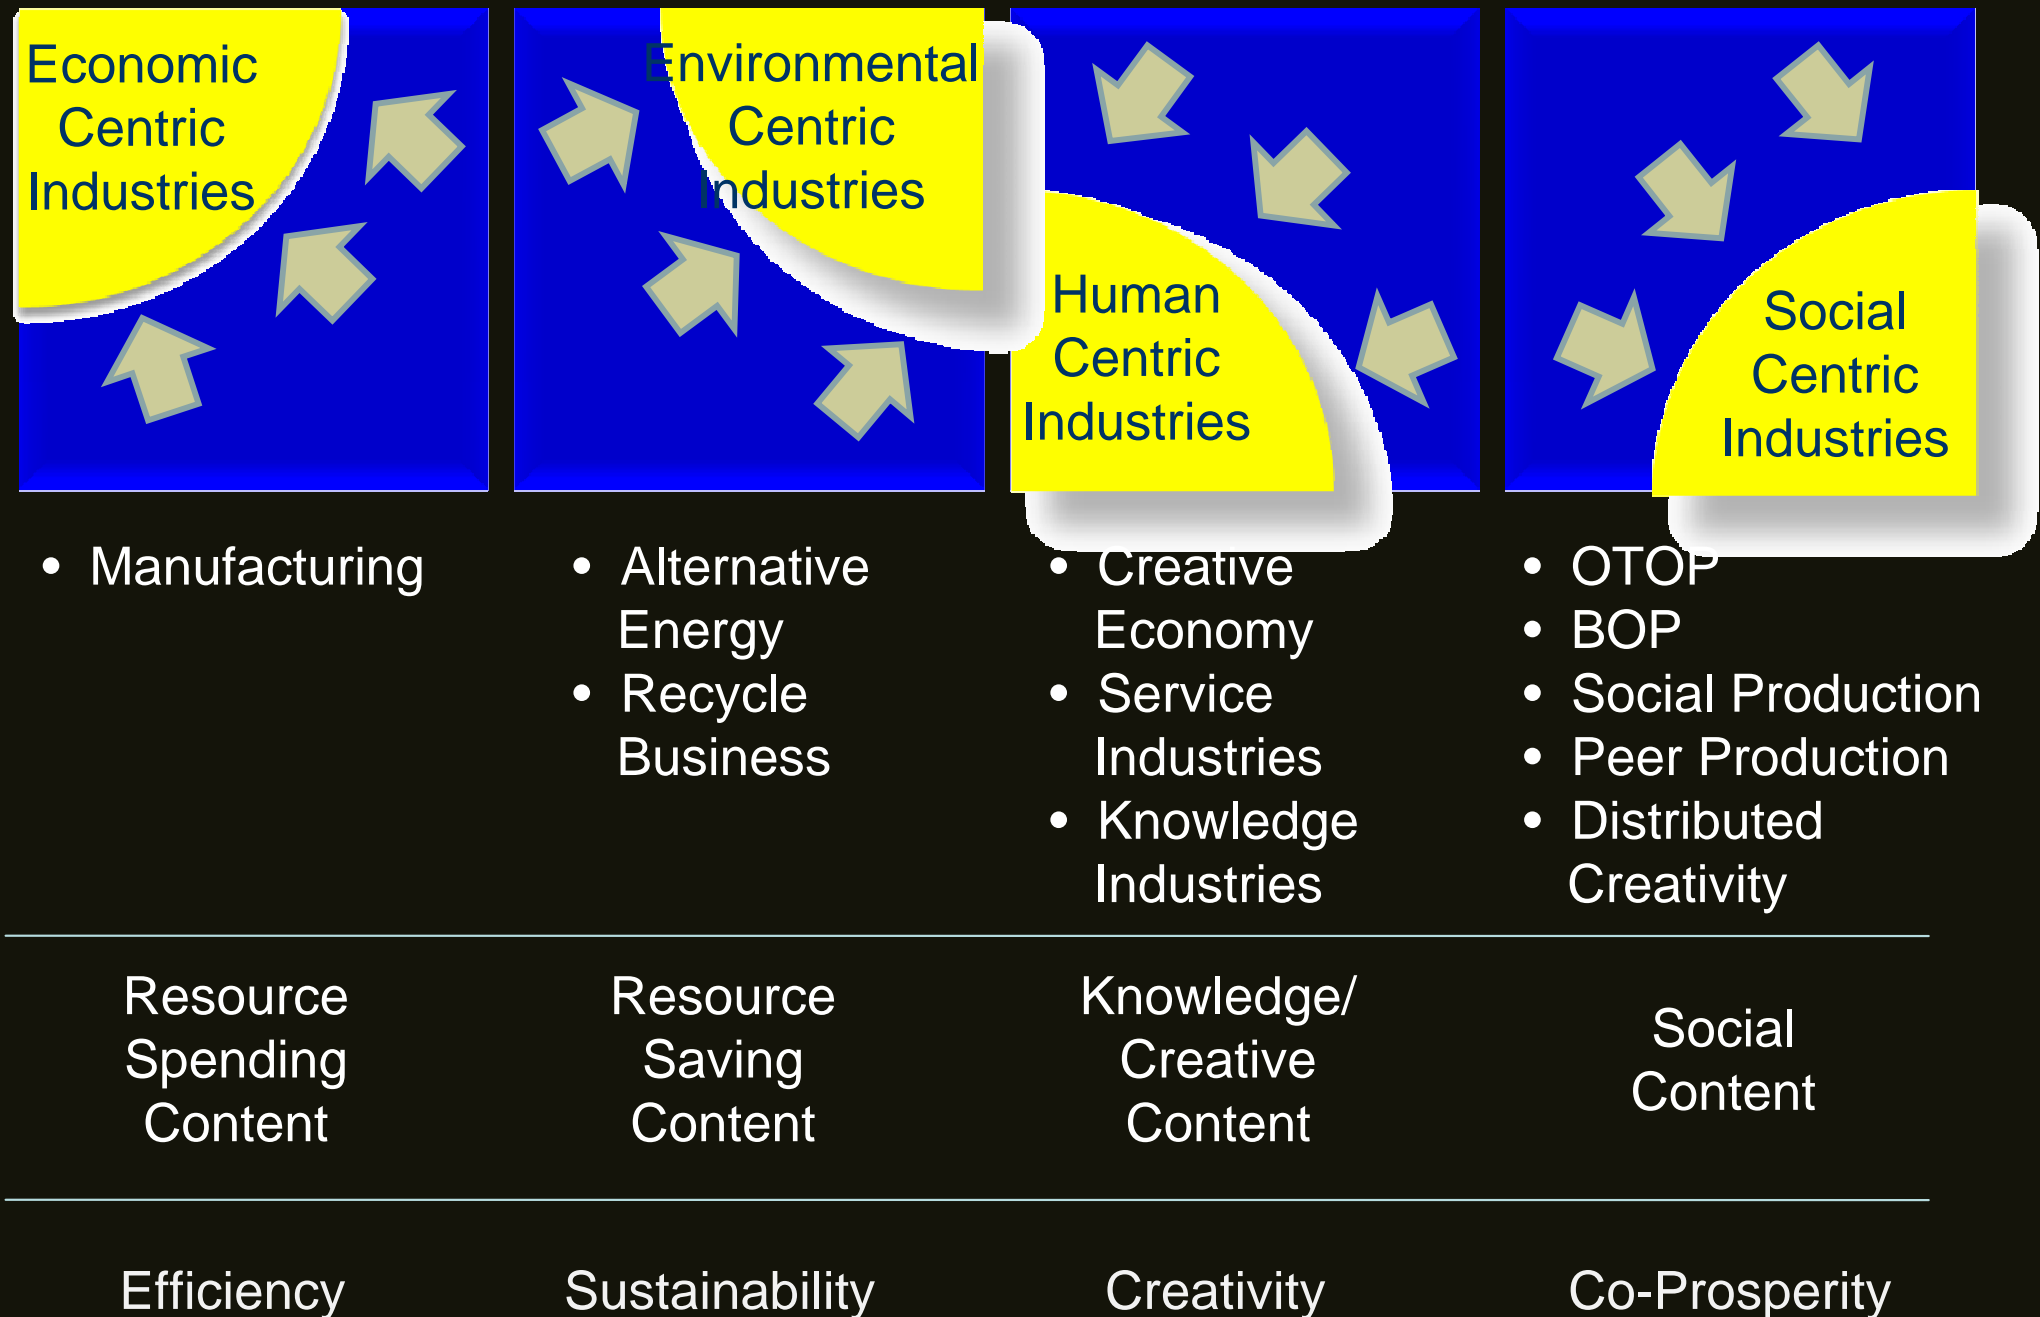 Economic
Centric
Industries
Environmental
Centric
Industries
Human
Centric
Industries
Social
Centric
Industries
• Manufacturing
• Alternative
Energy
• Recycle
Business
• Creative
Economy
• Service
Industries
• Knowledge
Industries
• OTOP
• BOP
• Social Production
• Peer Production
• Distributed
Creativity
Resource
Spending
Content
Resource
Saving
Content
Knowledge/
Creative
Content
Social
Content
Efficiency
Sustainability
Creativity
Co-Prosperity